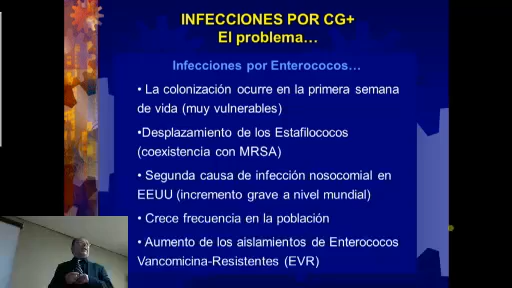 INFECCIONES POR CG+
El problema…
Infecciones por Enterococos…
• La colonización ocurre en la primera semana
de vida (muy vulnerables)
•Desplazamiento de los Estafilococos
(coexistencia con MRSA)
• Segunda causa de infección nosocomial en
EEUU (incremento grave a nivel mundial)
• Crece frecuencia en la población
• Aumento de los aislamientos de Enterococos
Vancomicina-Resistentes (EVR)